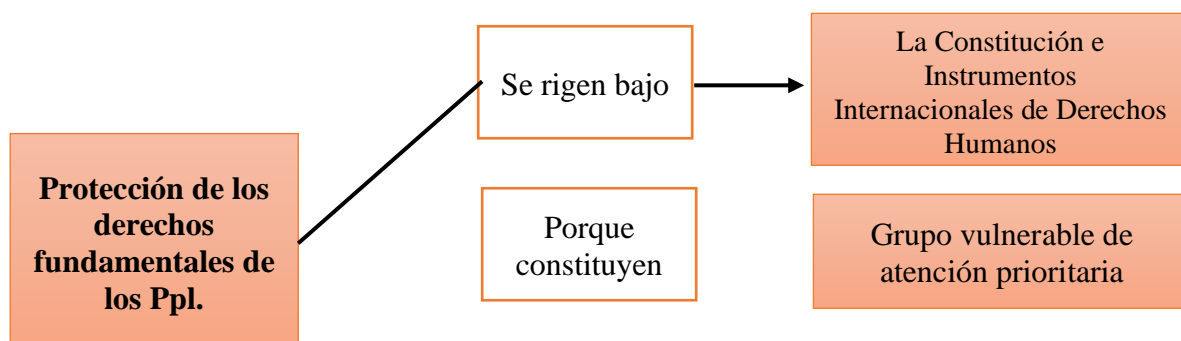 Protección de los
derechos
fundamentales de
los Ppl.
Se rigen bajo
La Constitución e
Instrumentos
Internacionales de Derechos
Humanos
Porque
constituyen
Grupo vulnerable de
atención prioritaria